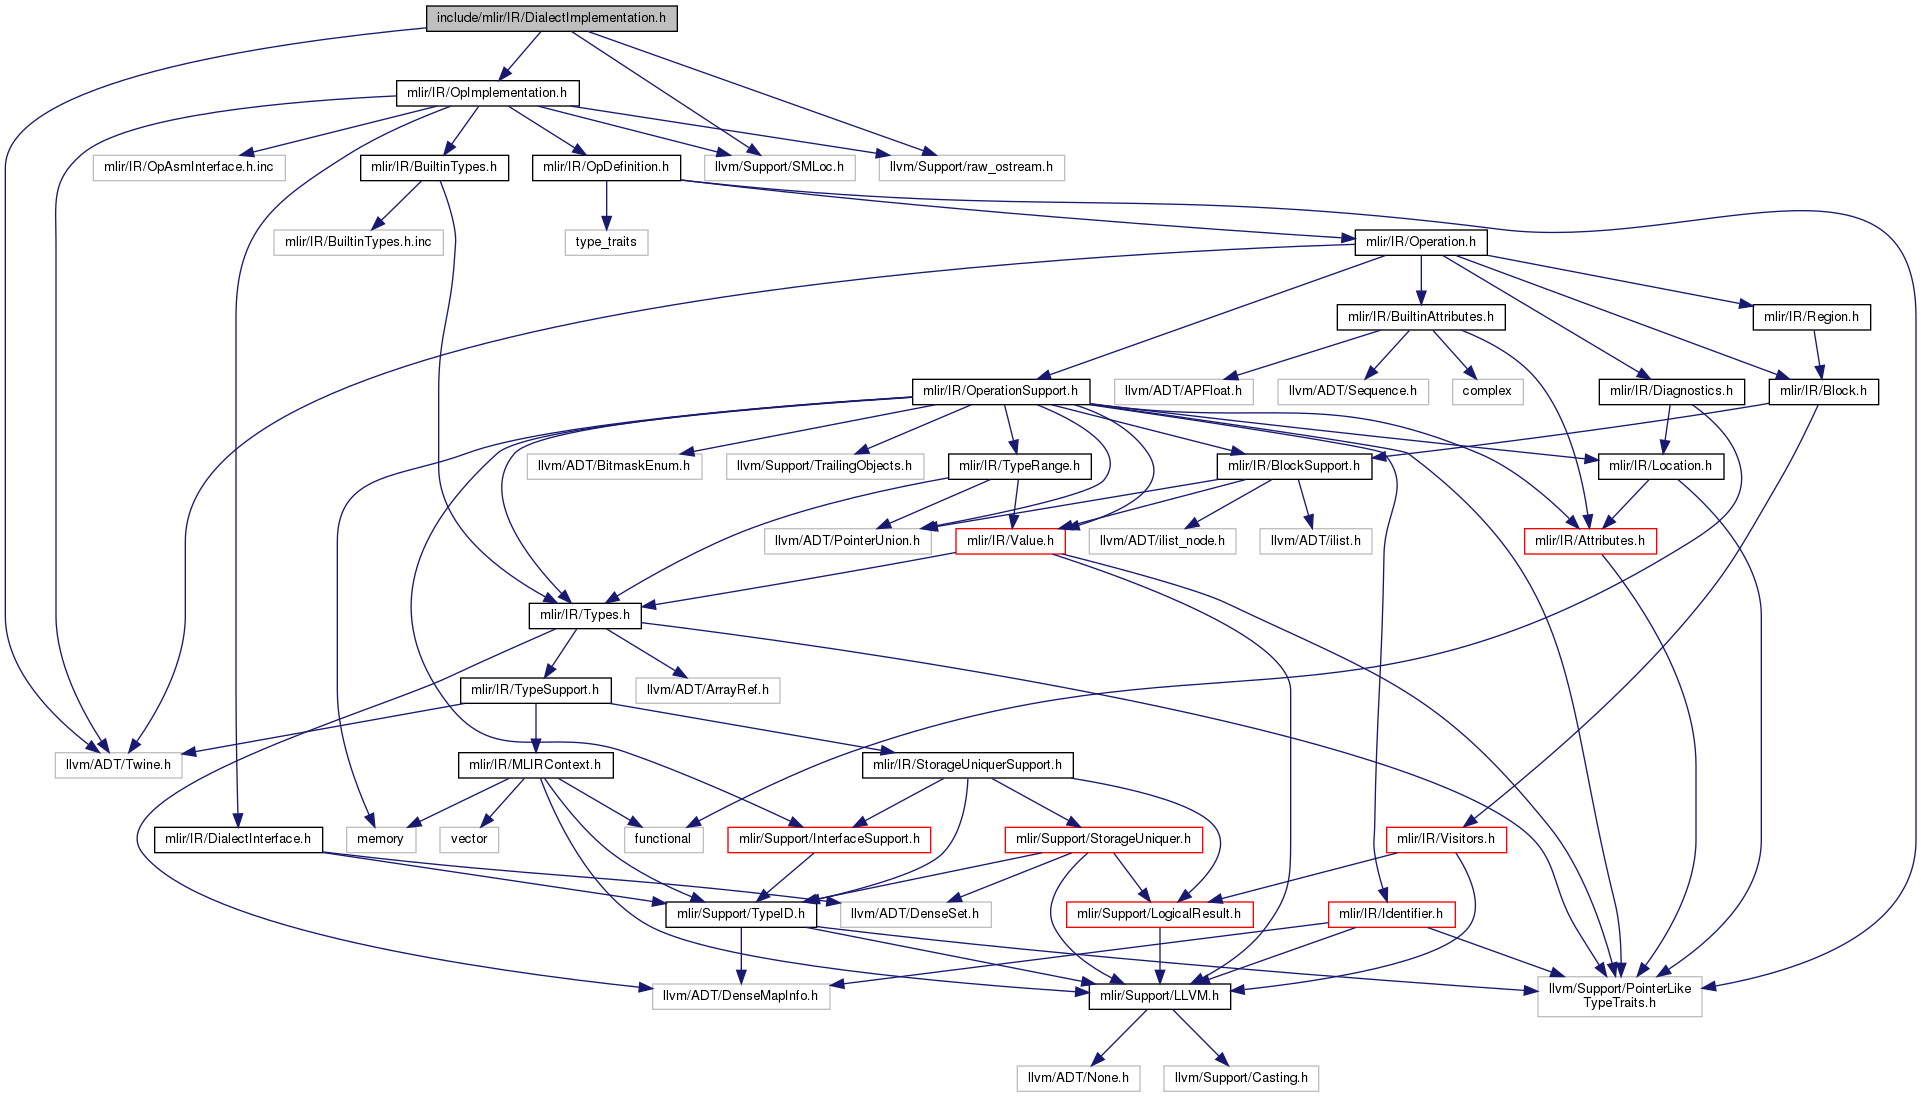 include/mlir/IR/DialectImplementation.h
mlir/IR/OpImplementation.h
mlir/IR/OpAsmInterface.h.inc
mlir/IR/BuiltinTypes.h
mlir/IR/OpDefinition.h
llvm/Support/SMLoc.h
llvm/Support/raw_ostream.h
mlir/IR/BuiltinTypes.h.inc
type_traits
mlir/IR/Operation.h
mlir/IR/BuiltinAttributes.h
mlir/IR/Region.h
mlir/IR/OperationSupport.h
llvm/ADT/APFloat.h
llvm/ADT/Sequence.h
complex
mlir/IR/Diagnostics.h
mlir/IR/Block.h
llvm/ADT/BitmaskEnum.h
llvm/Support/TrailingObjects.h
mlir/IR/TypeRange.h
mlir/IR/BlockSupport.h
mlir/IR/Location.h
llvm/ADT/PointerUnion.h
mlir/IR/Value.h
llvm/ADT/ilist_node.h
llvm/ADT/ilist.h
mlir/IR/Attributes.h
mlir/IR/Types.h
mlir/IR/TypeSupport.h
llvm/ADT/ArrayRef.h
llvm/ADT/Twine.h
mlir/IR/MLIRContext.h
mlir/IR/StorageUniquerSupport.h
mlir/IR/DialectInterface.h
memory
vector
functional
mlir/Support/InterfaceSupport.h
mlir/Support/StorageUniquer.h
mlir/IR/Visitors.h
mlir/Support/TypeID.h
llvm/ADT/DenseSet.h
mlir/Support/LogicalResult.h
mlir/IR/Identifier.h
llvm/ADT/DenseMapInfo.h
mlir/Support/LLVM.h
llvm/Support/PointerLike
TypeTraits.h
llvm/ADT/None.h
llvm/Support/Casting.h